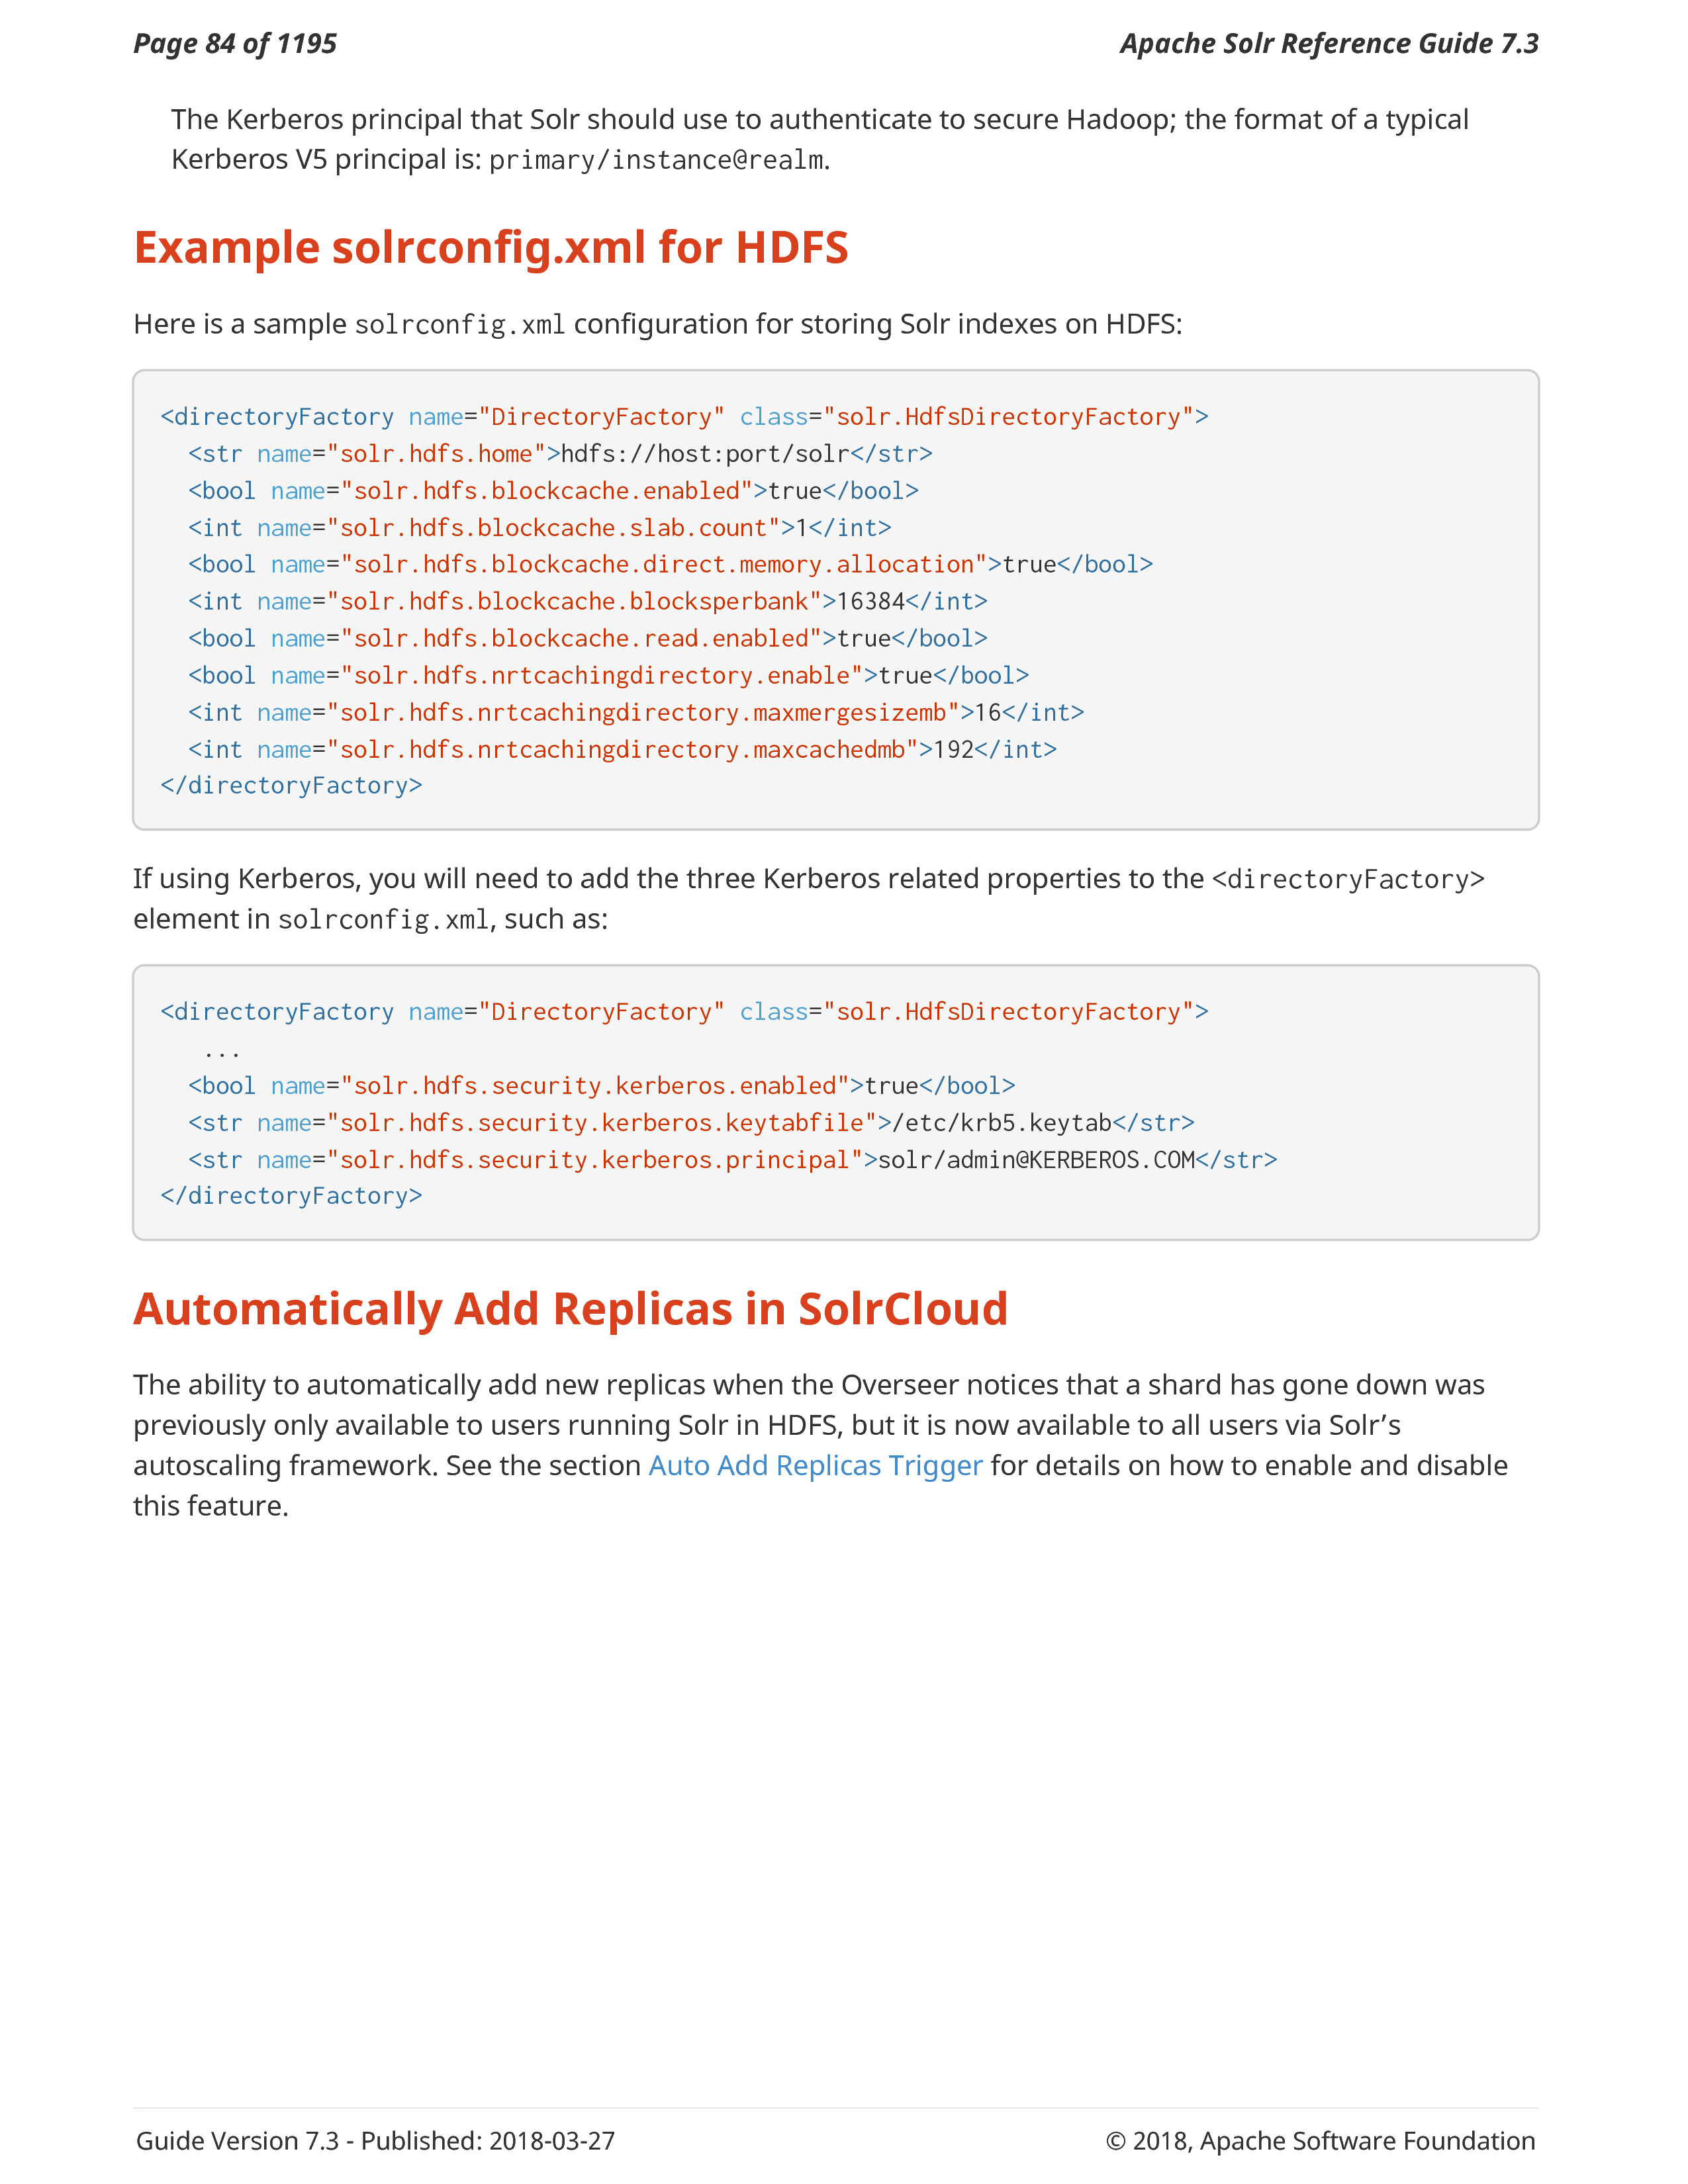 Page 84 of 1195
Apache Solr Reference Guide 7.3
The Kerberos principal that Solr should use to authenticate to secure Hadoop; the format of a typical
Kerberos V5 principal is: primary/instance@realm.
Example solrconfig.xml for HDFS
Here is a sample solrconfig.xml configuration for storing Solr indexes on HDFS:
<directoryFactory name="DirectoryFactory" class="solr.HdfsDirectoryFactory">
  <str name="solr.hdfs.home">hdfs://host:port/solr</str>
  <bool name="solr.hdfs.blockcache.enabled">true</bool>
  <int name="solr.hdfs.blockcache.slab.count">1</int>
  <bool name="solr.hdfs.blockcache.direct.memory.allocation">true</bool>
  <int name="solr.hdfs.blockcache.blocksperbank">16384</int>
  <bool name="solr.hdfs.blockcache.read.enabled">true</bool>
  <bool name="solr.hdfs.nrtcachingdirectory.enable">true</bool>
  <int name="solr.hdfs.nrtcachingdirectory.maxmergesizemb">16</int>
  <int name="solr.hdfs.nrtcachingdirectory.maxcachedmb">192</int>
</directoryFactory>
If using Kerberos, you will need to add the three Kerberos related properties to the <directoryFactory>
element in solrconfig.xml, such as:
<directoryFactory name="DirectoryFactory" class="solr.HdfsDirectoryFactory">
   ...
  <bool name="solr.hdfs.security.kerberos.enabled">true</bool>
  <str name="solr.hdfs.security.kerberos.keytabfile">/etc/krb5.keytab</str>
  <str name="solr.hdfs.security.kerberos.principal">solr/admin@KERBEROS.COM</str>
</directoryFactory>
Automatically Add Replicas in SolrCloud
The ability to automatically add new replicas when the Overseer notices that a shard has gone down was
previously only available to users running Solr in HDFS, but it is now available to all users via Solr’s
autoscaling framework. See the section Auto Add Replicas Trigger for details on how to enable and disable
this feature.
Guide Version 7.3 - Published: 2018-03-27
© 2018, Apache Software Foundation